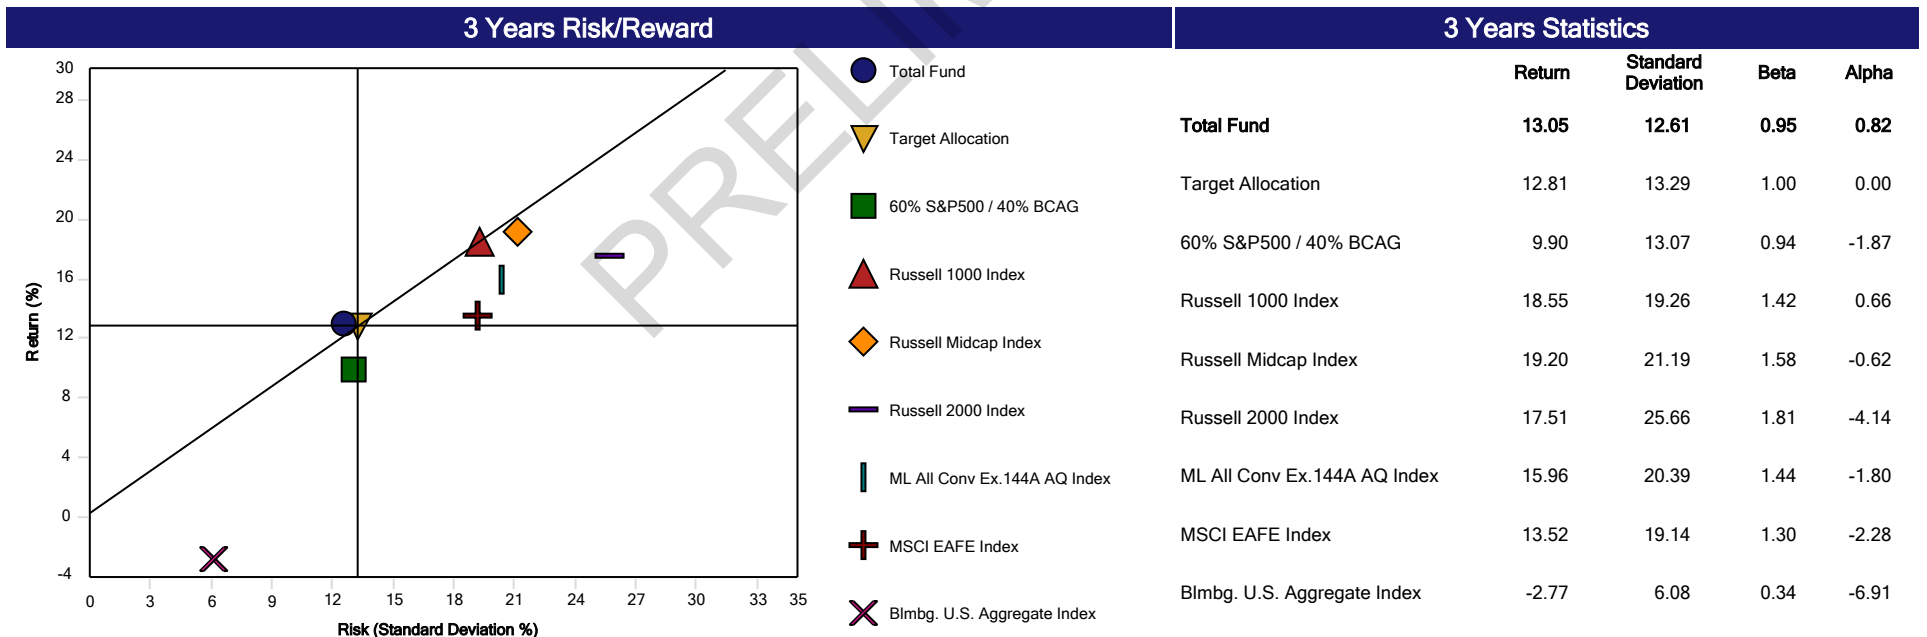 3 Years Risk/Reward
30
28
24
20
16
12
8
4
0
-4
Return (%)
0 3 6 9 12 15 18 21 24 27 30 33 35
Risk (Standard Deviation %)
Total Fund
Target Allocation
60% S&P500 / 40% BCAG
Russell 1000 Index
Russell Midcap Index
Russell 2000 Index
ML All Conv Ex.144A AQ Index
MSCI EAFE Index
Blmbg. U.S. Aggregate Index
3 Years Statistics
Return Standard Deviation Beta Alpha
Total Fund 13.05 12.61 0.95 0.82
Target Allocation 12.81 13.29 1.00 0.00
60% S&P500 / 40% BCAG 9.90 13.07 0.94 -1.87
Russell 1000 Index 18.55 19.26 1.42 0.66
Russell Midcap Index 19.20 21.19 1.58 -0.62
Russell 2000 Index 17.51 25.66 1.81 -4.14
ML All Conv Ex.144A AQ Index 15.96 20.39 1.44 -1.80
MSCI EAFE Index 13.52 19.14 1.30 -2.28
Blmbg. U.S. Aggregate Index -2.77 6.08 0.34 -6.91